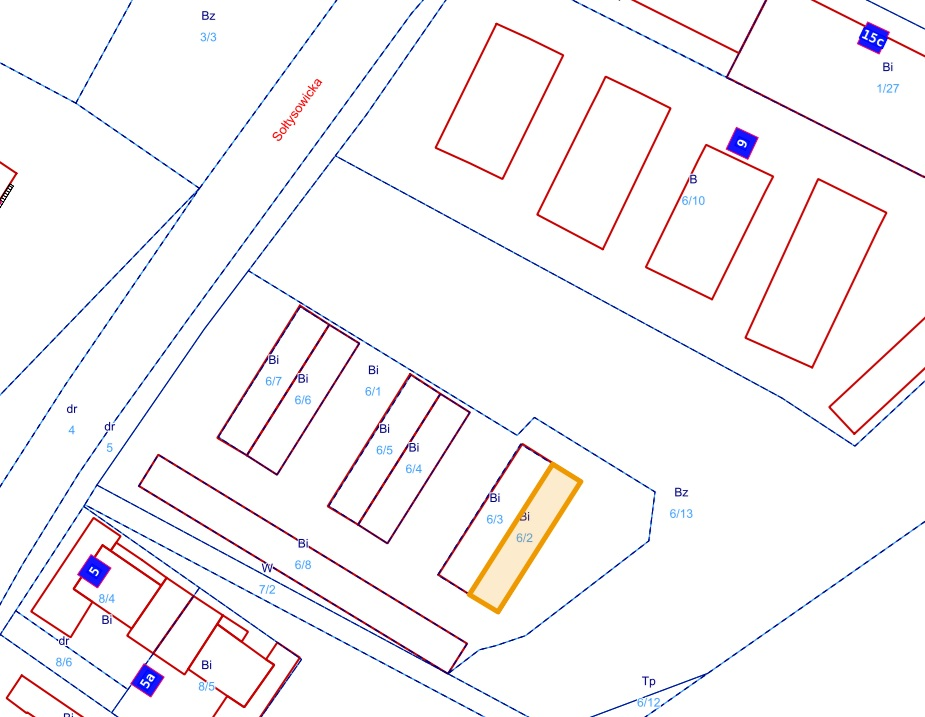 Bz
3/3
15c
Bi
1/27
Sołtysowicka
9
B
6/10
Bi
6/7
Bi
6/6
Bi
6/1
dr
4
dr
5
Bi
6/5
Bi
6/4
Bi
6/3
Bi
6/2
Bz
6/13
Bi
6/8
W
7/2
5
8/4
Bi
dr
8/6
Bi
8/5
5a
Tp
6/12
Bi